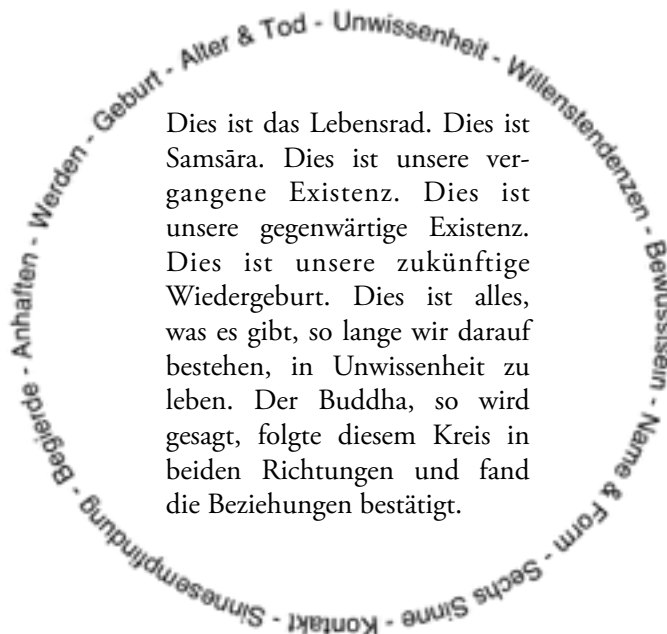 Unwissenheit - Willenstendenzen - Bewusstsein - Name & Form - Sechs Sinne - Kontakt - Sinnesempfindung - Begierde - Anhaften - Werden - Geburt - Alter & Tod -
Dies ist das Lebensrad. Dies ist
Samsāra. Dies ist unsere ver-
gangene Existenz. Dies ist
unsere gegenwärtige Existenz.
Dies ist unsere zukünftige
Wiedergeburt. Dies ist alles,
was es gibt, so lange wir darauf
bestehen, in Unwissenheit zu
leben. Der Buddha, so wird
gesagt, folgte diesem Kreis in
beiden Richtungen und fand
die Beziehungen bestätigt.